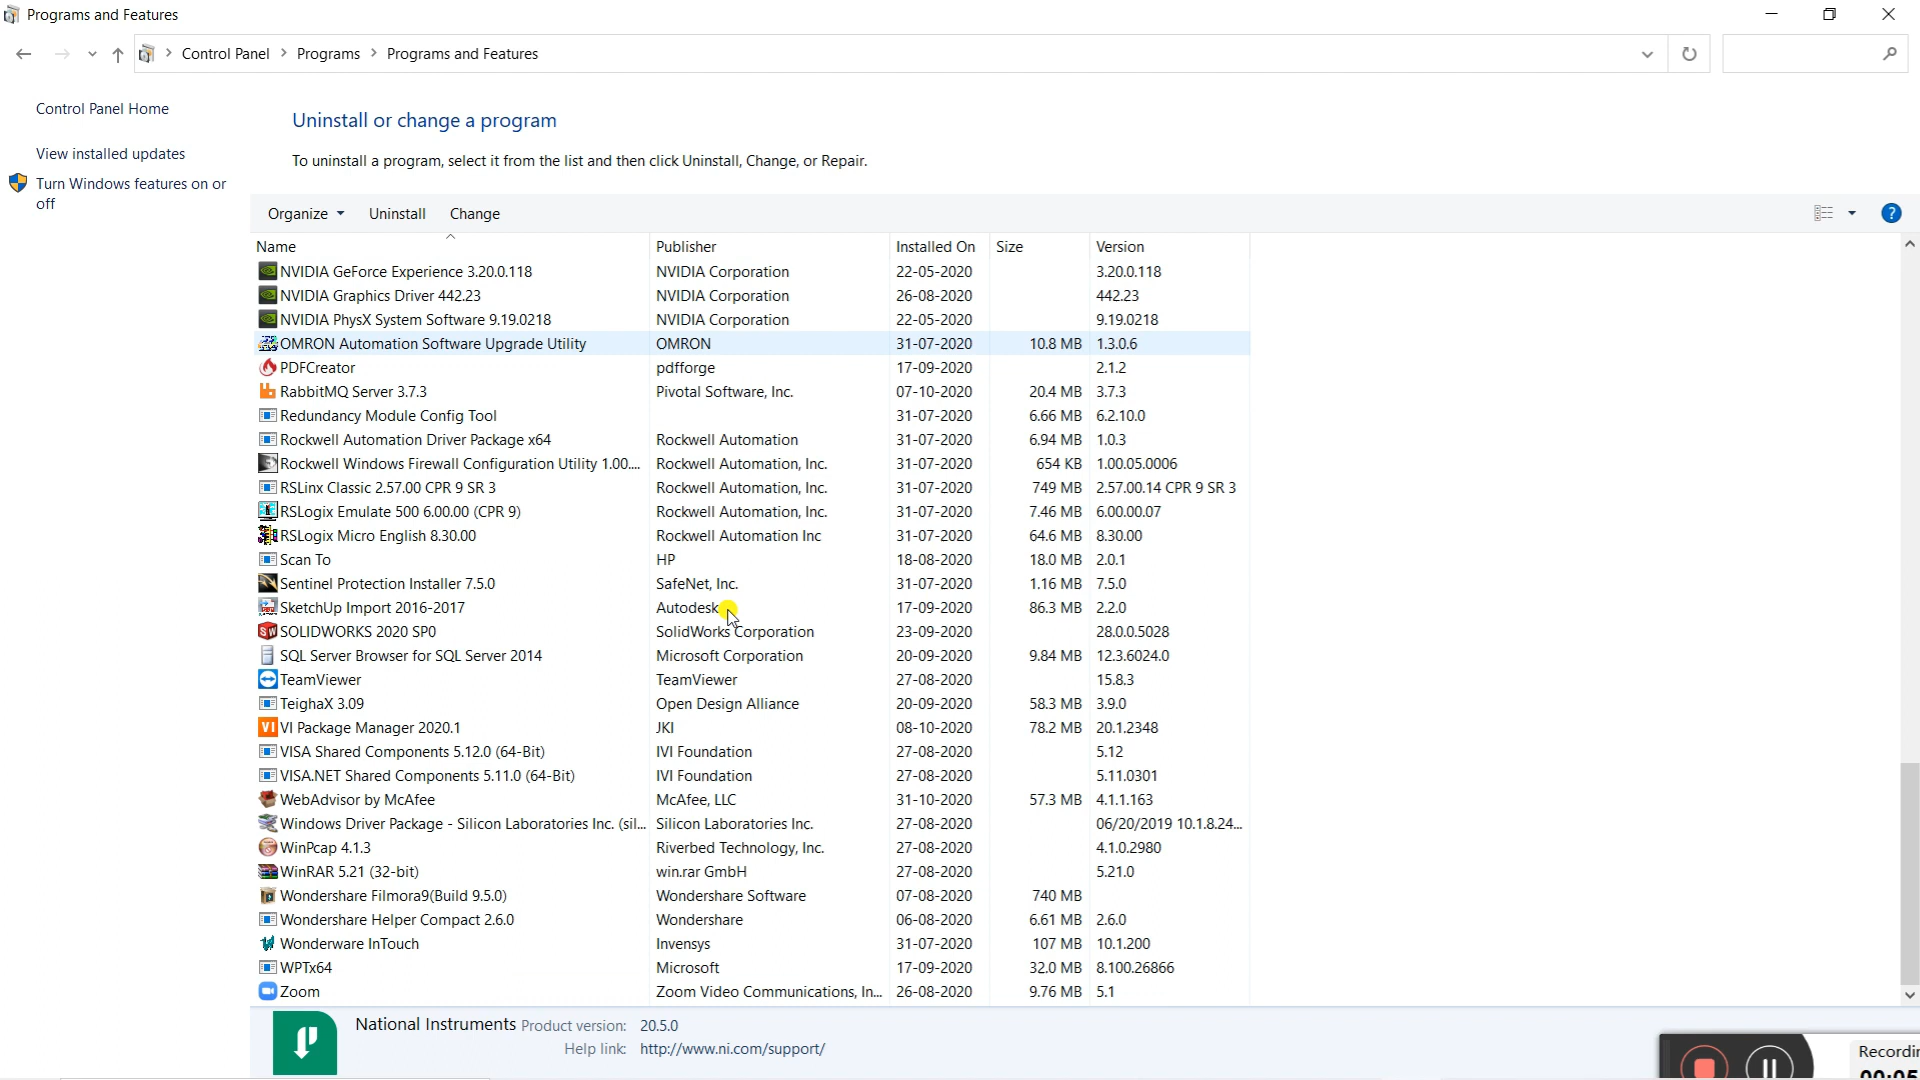 Programs and Features
Control Panel > Programs > Programs and Features
Control Panel Home
View installed updates
Turn Windows features on or
off
Uninstall or change a program
To uninstall a program, select it from the list and then click Uninstall, Change, or Repair.
Organize Uninstall Change
Name Publisher Installed On Size Version
NVIDIA GeForce Experience 3.20.0.118 NVIDIA Corporation 22-05-2020 3.20.0.118
NVIDIA Graphics Driver 442.23 NVIDIA Corporation 26-08-2020 442.23
NVIDIA PhysX System Software 9.19.0218 NVIDIA Corporation 22-05-2020 9.19.0218
OMRON Automation Software Upgrade Utility OMRON 31-07-2020 10.8 MB 1.3.0.6
PDFCreator pdfforge 17-09-2020 2.1.2
RabbitMQ Server 3.7.3 Pivotal Software, Inc. 07-10-2020 20.4 MB 3.7.3
Redundancy Module Config Tool 31-07-2020 6.66 MB 6.2.10.0
Rockwell Automation Driver Package x64 Rockwell Automation 31-07-2020 6.94 MB 1.0.3
Rockwell Windows Firewall Configuration Utility 1.00.... Rockwell Automation, Inc. 31-07-2020 654 KB 1.00.05.0006
RSLinx Classic 2.57.00 CPR 9 SR 3 Rockwell Automation, Inc. 31-07-2020 749 MB 2.57.00.14 CPR 9 SR 3
RSLogix Emulate 500 6.00.00 (CPR 9) Rockwell Automation, Inc. 31-07-2020 7.46 MB 6.00.00.07
RSLogix Micro English 8.30.00 Rockwell Automation Inc 31-07-2020 64.6 MB 8.30.00
Scan To HP 18-08-2020 18.0 MB 2.0.1
Sentinel Protection Installer 7.5.0 SafeNet, Inc. 31-07-2020 1.16 MB 7.5.0
SketchUp Import 2016-2017 Autodesk 17-09-2020 86.3 MB 2.2.0
SOLIDWORKS 2020 SP0 SolidWorks Corporation 23-09-2020 28.0.0.5028
SQL Server Browser for SQL Server 2014 Microsoft Corporation 20-09-2020 9.84 MB 12.3.6024.0
TeamViewer TeamViewer 27-08-2020 15.8.3
TeighaX 3.09 Open Design Alliance 20-09-2020 58.3 MB 3.9.0
VI VI Package Manager 2020.1 JKI 08-10-2020 78.2 MB 20.1.2348
VISA Shared Components 5.12.0 (64-Bit) IVI Foundation 27-08-2020 5.12
VISA.NET Shared Components 5.11.0 (64-Bit) IVI Foundation 27-08-2020 5.11.0301
WebAdvisor by McAfee McAfee, LLC 31-10-2020 57.3 MB 4.1.1.163
Windows Driver Package - Silicon Laboratories Inc. (sil... Silicon Laboratories Inc. 27-08-2020 06/20/2019 10.1.8.24...
WinPcap 4.1.3 Riverbed Technology, Inc. 27-08-2020 4.1.0.2980
WinRAR 5.21 (32-bit) win.rar GmbH 27-08-2020 5.21.0
Wondershare Filmora9(Build 9.5.0) Wondershare Software 07-08-2020 740 MB
Wondershare Helper Compact 2.6.0 Wondershare 06-08-2020 6.61 MB 2.6.0
Wonderware InTouch Invensys 31-07-2020 107 MB 10.1.200
WPTx64 Microsoft 17-09-2020 32.0 MB 8.100.26866
Zoom Zoom Video Communications, In... 26-08-2020 9.76 MB 5.1
National Instruments Product version: 20.5.0
Help link: http://www.ni.com/support/